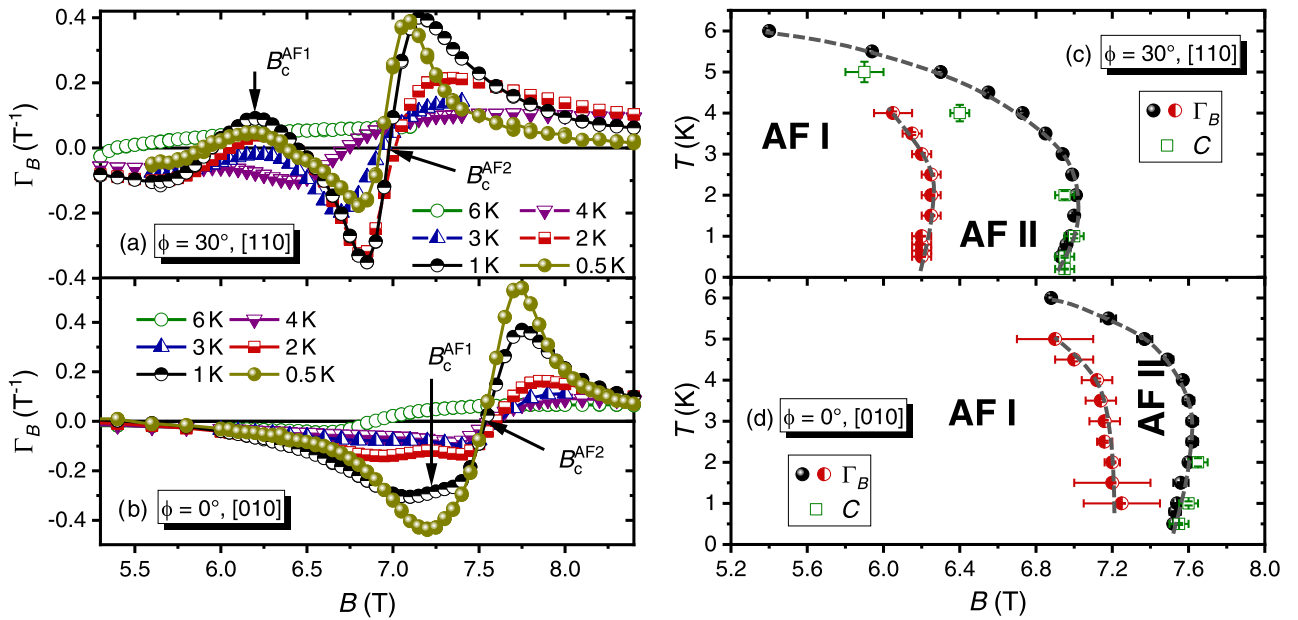 0.4
0.2
0.0
-0.2
-0.4
Γ_B (T⁻¹)
B_c^AF1
B_c^AF2
(a) ϕ = 30°, [110]
6 K 4 K
3 K 2 K
1 K 0.5 K
0.4
0.2
0.0
-0.2
-0.4
Γ_B (T⁻¹)
6 K 4 K
3 K 2 K
1 K 0.5 K
B_c^AF1
B_c^AF2
(b) ϕ = 0°, [010]
5.5 6.0 6.5 7.0 7.5 8.0
B (T)
6
5
4
3
2
1
0
T (K)
(c) ϕ = 30°, [110]
Γ_B
C
AF I
AF II
6
5
4
3
2
1
0
T (K)
AF I
AF II
(d) ϕ = 0°, [010]
Γ_B
C
5.2 5.6 6.0 6.4 6.8 7.2 7.6 8.0
B (T)